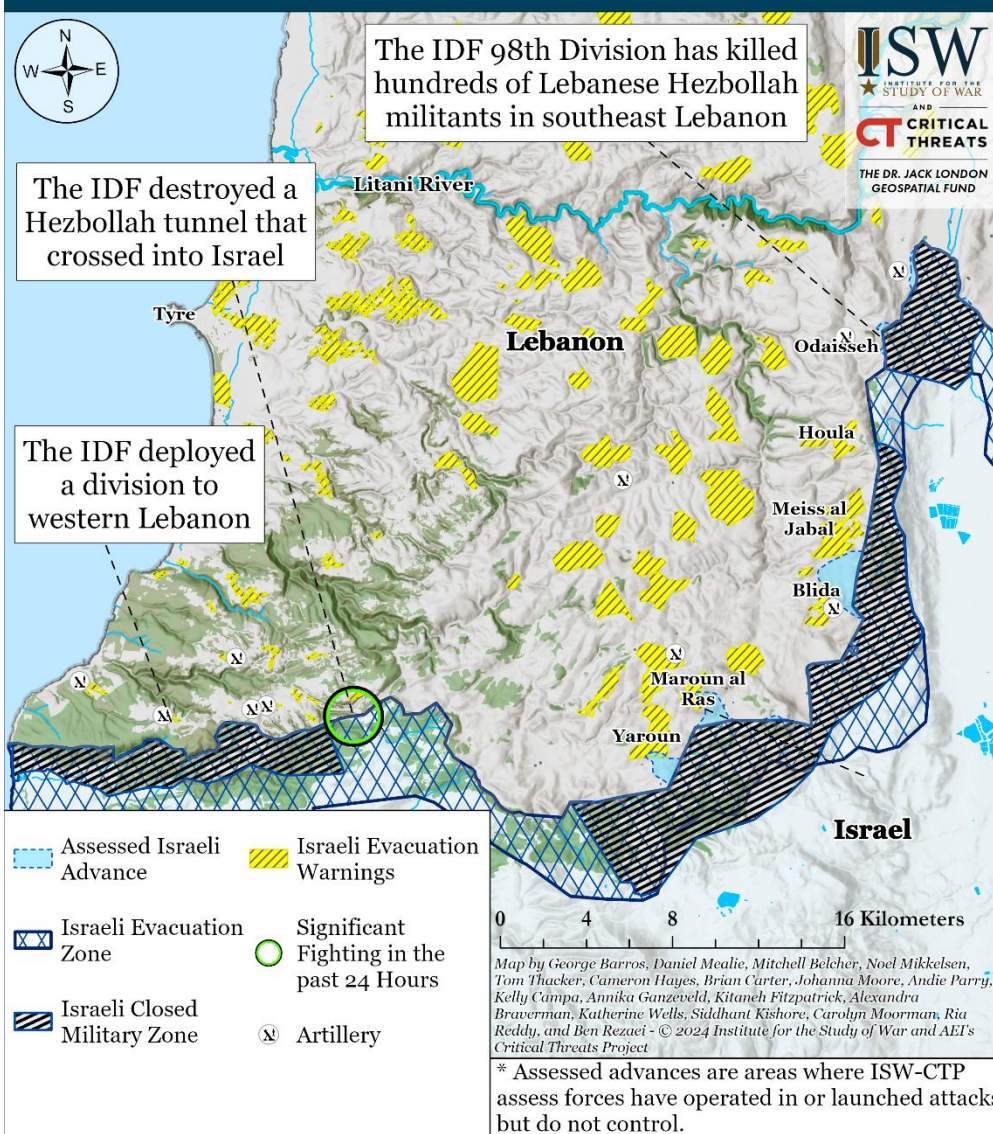 N
W E
S
The IDF 98th Division has killed
hundreds of Lebanese Hezbollah
militants in southeast Lebanon
ISW
INSTITUTE FOR THE
STUDY OF WAR
AND
CT CRITICAL
THREATS
THE DR. JACK LONDON
GEOSPATIAL FUND
The IDF destroyed a
Hezbollah tunnel that
crossed into Israel
Litani River
Tyre
Lebanon
Odaisseh
The IDF deployed
a division to
western Lebanon
Houla
Meiss al
Jabal
Blida
Maroun al
Ras
Yaroun
Israel
Assessed Israeli
Advance
Israeli Evacuation
Zone
Israeli Closed
Military Zone
Israeli Evacuation
Warnings
Significant
Fighting in the
past 24 Hours
Artillery
0 4 8 16 Kilometers
Map by George Barros, Daniel Mealie, Mitchell Belcher, Noel Mikkelsen,
Tom Thacker, Cameron Hayes, Brian Carter, Johanna Moore, Andie Parry,
Kelly Campa, Annika Ganzeveld, Kitaneh Fitzpatrick, Alexandra
Braverman, Katherine Wells, Siddhant Kishore, Carolyn Moorman, Ria
Reddy, and Ben Rezaei - © 2024 Institute for the Study of War and AEI's
Critical Threats Project
* Assessed advances are areas where ISW-CTP
assess forces have operated in or launched attacks
but do not control.